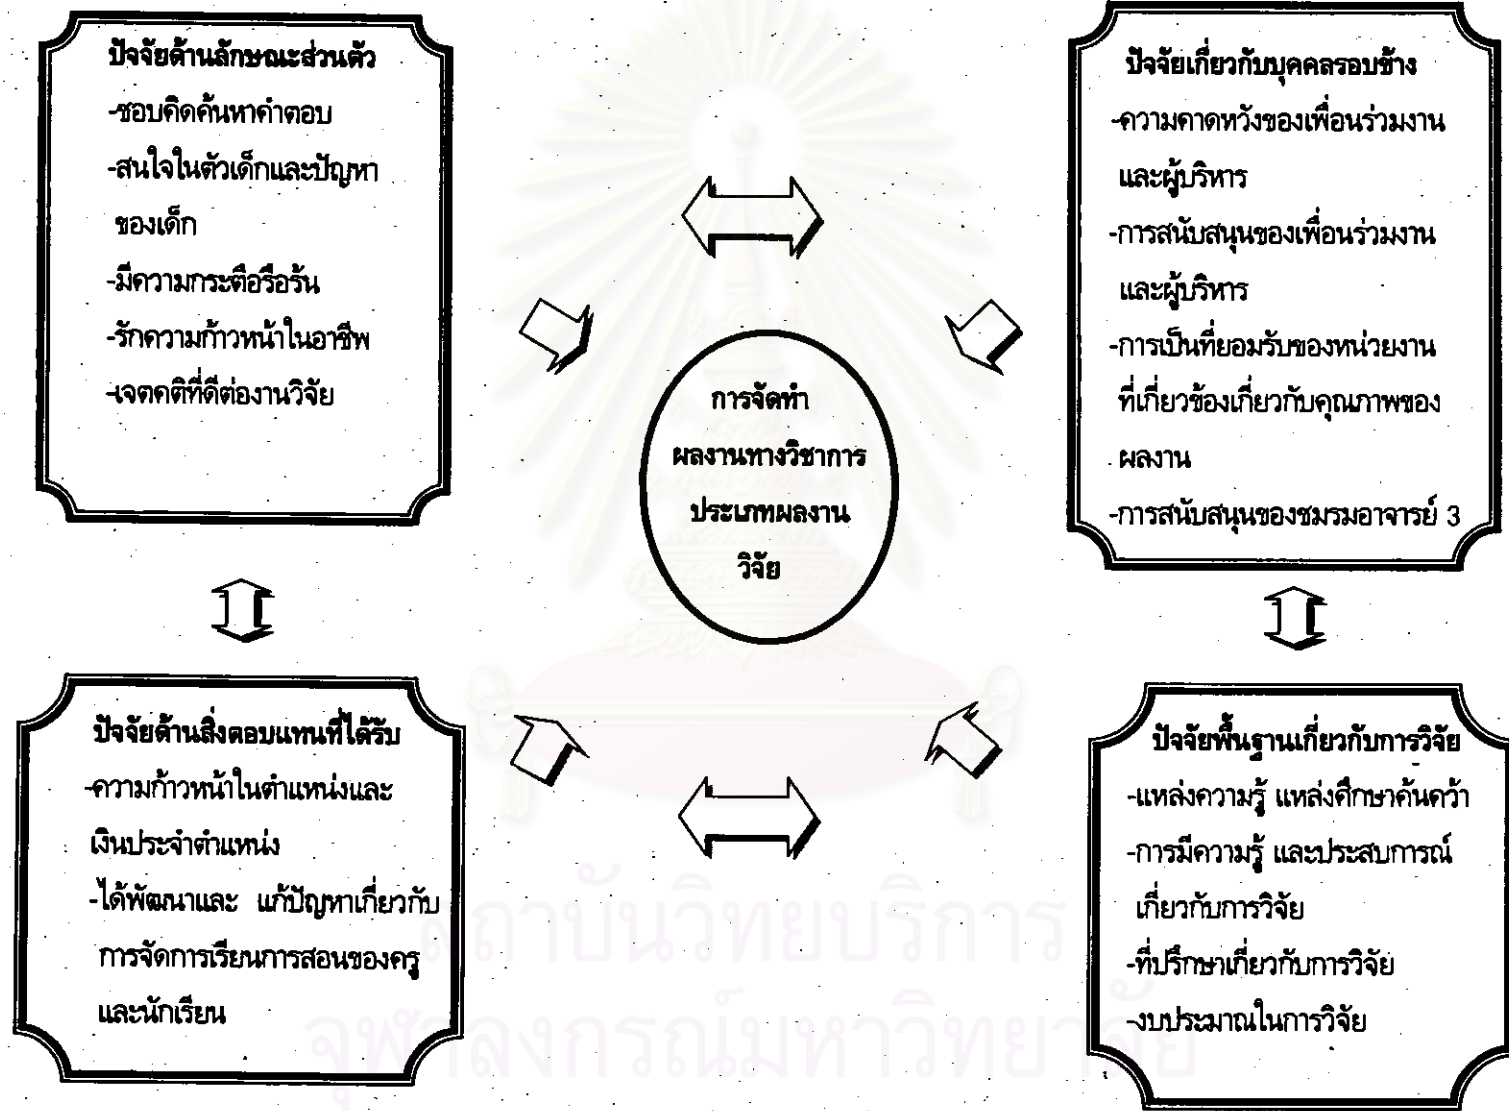 ปัจจัยด้านลักษณะส่วนตัว
-ชอบคิดค้นหาคำตอบ
-สนใจในตัวเด็กและปัญหา
ของเด็ก
-มีความกระตือรือร้น
-รักความก้าวหน้าในอาชีพ
-เจตคติที่ดีต่องานวิจัย
ปัจจัยเกี่ยวกับบุคคลรอบข้าง
-ความคาดหวังของเพื่อนร่วมงาน
และผู้บริหาร
-การสนับสนุนของเพื่อนร่วมงาน
และผู้บริหาร
-การเป็นที่ยอมรับของหน่วยงาน
ที่เกี่ยวข้องเกี่ยวกับคุณภาพของ
ผลงาน
-การสนับสนุนของชมรมอาจารย์ 3
การจัดทำ
ผลงานทางวิชาการ
ประเภทผลงาน
วิจัย
ปัจจัยด้านสิ่งตอบแทนที่ได้รับ
-ความก้าวหน้าในตำแหน่งและ
เงินประจำตำแหน่ง
-ได้พัฒนาและ แก้ปัญหาเกี่ยวกับ
การจัดการเรียนการสอนของครู
และนักเรียน
ปัจจัยพื้นฐานเกี่ยวกับการวิจัย
-แหล่งความรู้ แหล่งศึกษาค้นคว้า
-การมีความรู้ และประสบการณ์
เกี่ยวกับการวิจัย
-ที่ปรึกษาเกี่ยวกับการวิจัย
-งบประมาณในการวิจัย
สถาบันวิทยบริการ
จุฬาลงกรณ์มหาวิทยาลัย